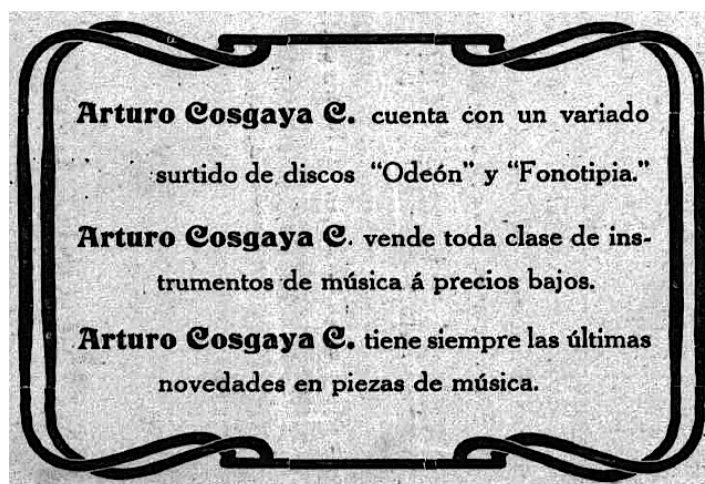 Arturo Cosgaya C. cuenta con un variado
surtido de discos "Odeón" y "Fonotipia."
Arturo Cosgaya C. vende toda clase de ins-
trumentos de música á precios bajos.
Arturo Cosgaya C. tiene siempre las últimas
novedades en piezas de música.